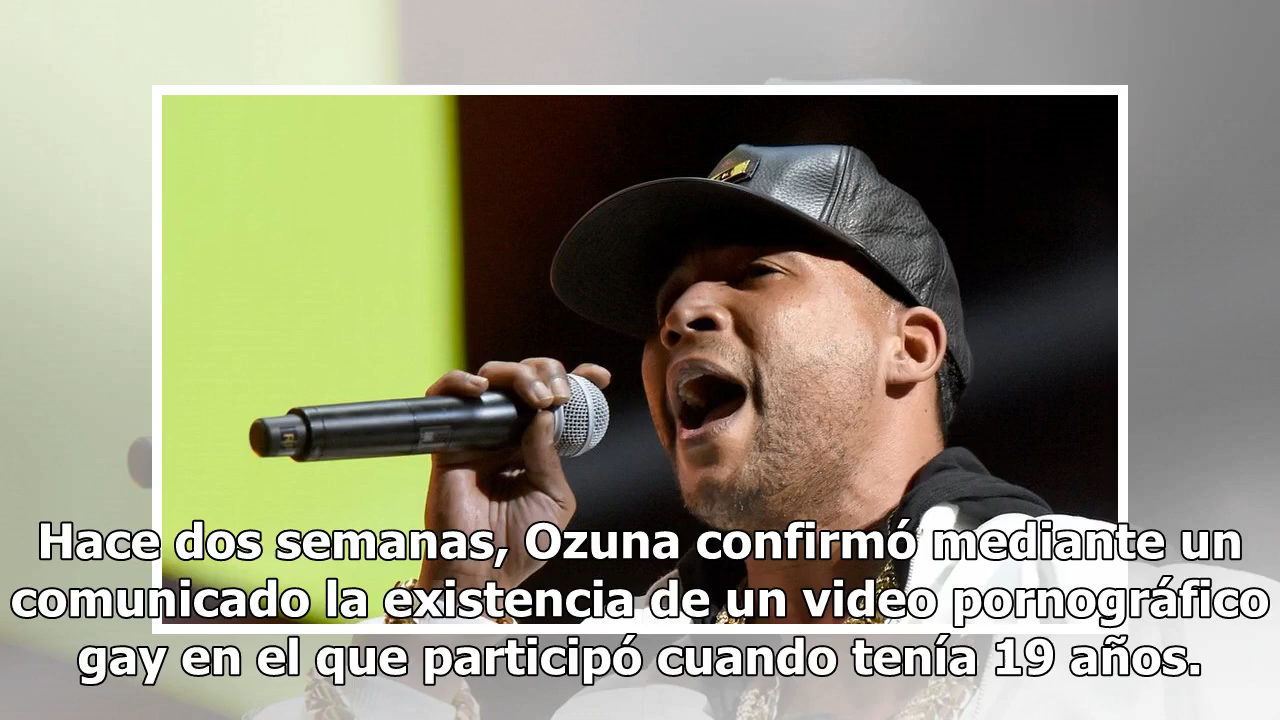 Hace dos semanas, Ozuna confirmó mediante un
comunicado la existencia de un video pornográfico
gay en el que participó cuando tenía 19 años.